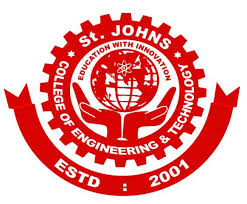 St. JOHNS
COLLEGE OF ENGINEERING & TECHNOLOGY
EDUCATION WITH INNOVATION
ESTD : 2001